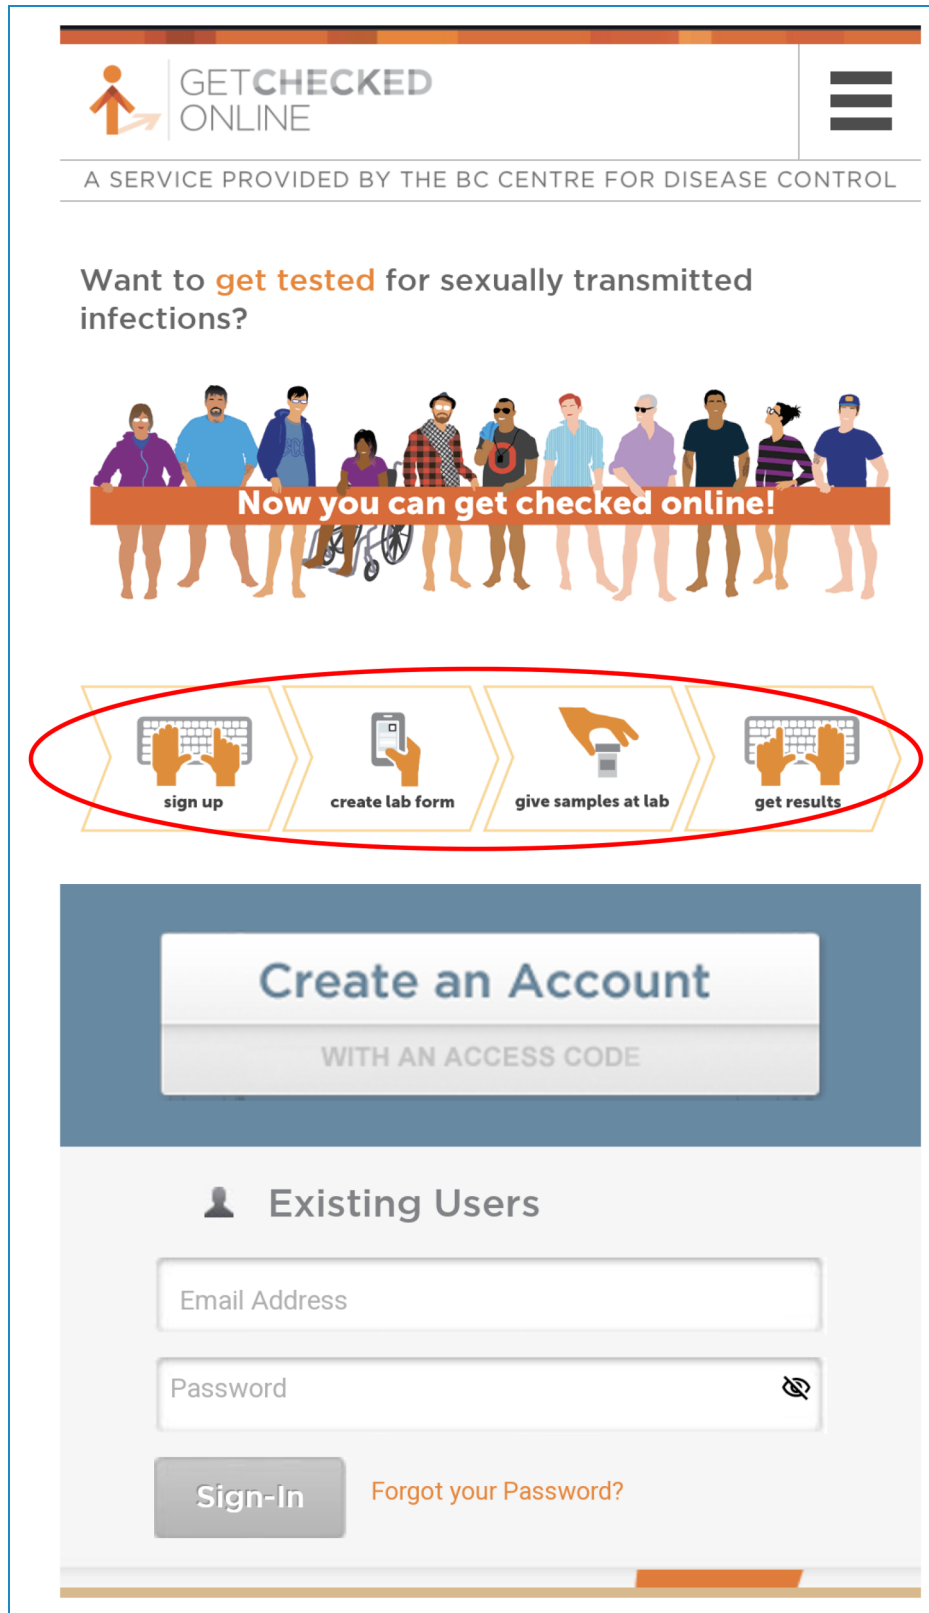 GETCHECKED
ONLINE
A SERVICE PROVIDED BY THE BC CENTRE FOR DISEASE CONTROL
Want to get tested for sexually transmitted
infections?
Now you can get checked online!
sign up
create lab form
give samples at lab
get results
Create an Account
WITH AN ACCESS CODE
Existing Users
Email Address
Password
Sign-In
Forgot your Password?